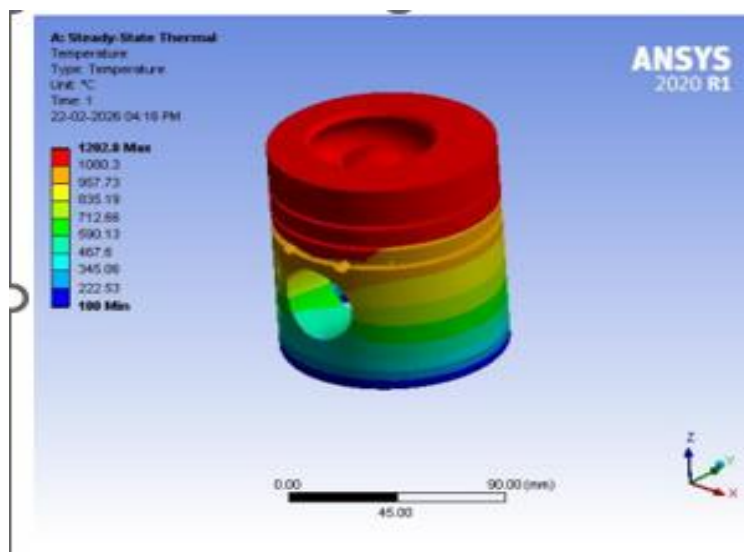 A: Steady-State Thermal
Temperature
Type: Temperature
Unit: °C
Time: 1
22-02-2026 04:18 PM
ANSYS
2020 R1
1202.8 Max
1080.3
957.73
835.19
712.66
590.13
467.6
345.06
222.53
100 Min
0.00
90.00 (mm)
45.00
Z
Y
X